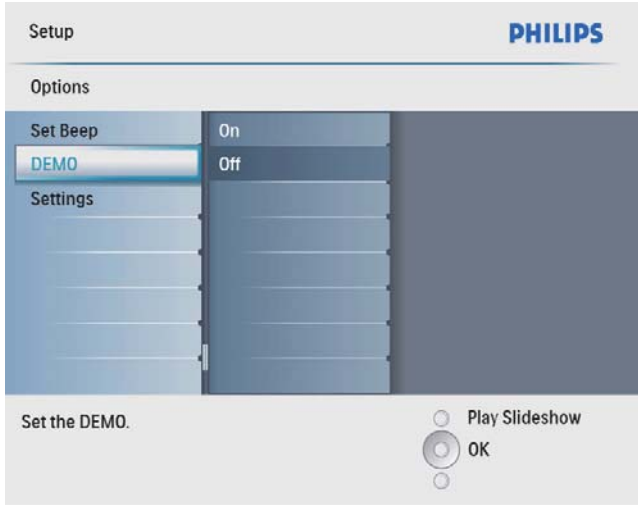 Setup
PHILIPS
Options
Set Beep
On
DEMO
Off
Settings
Set the DEMO.
Play Slideshow
OK